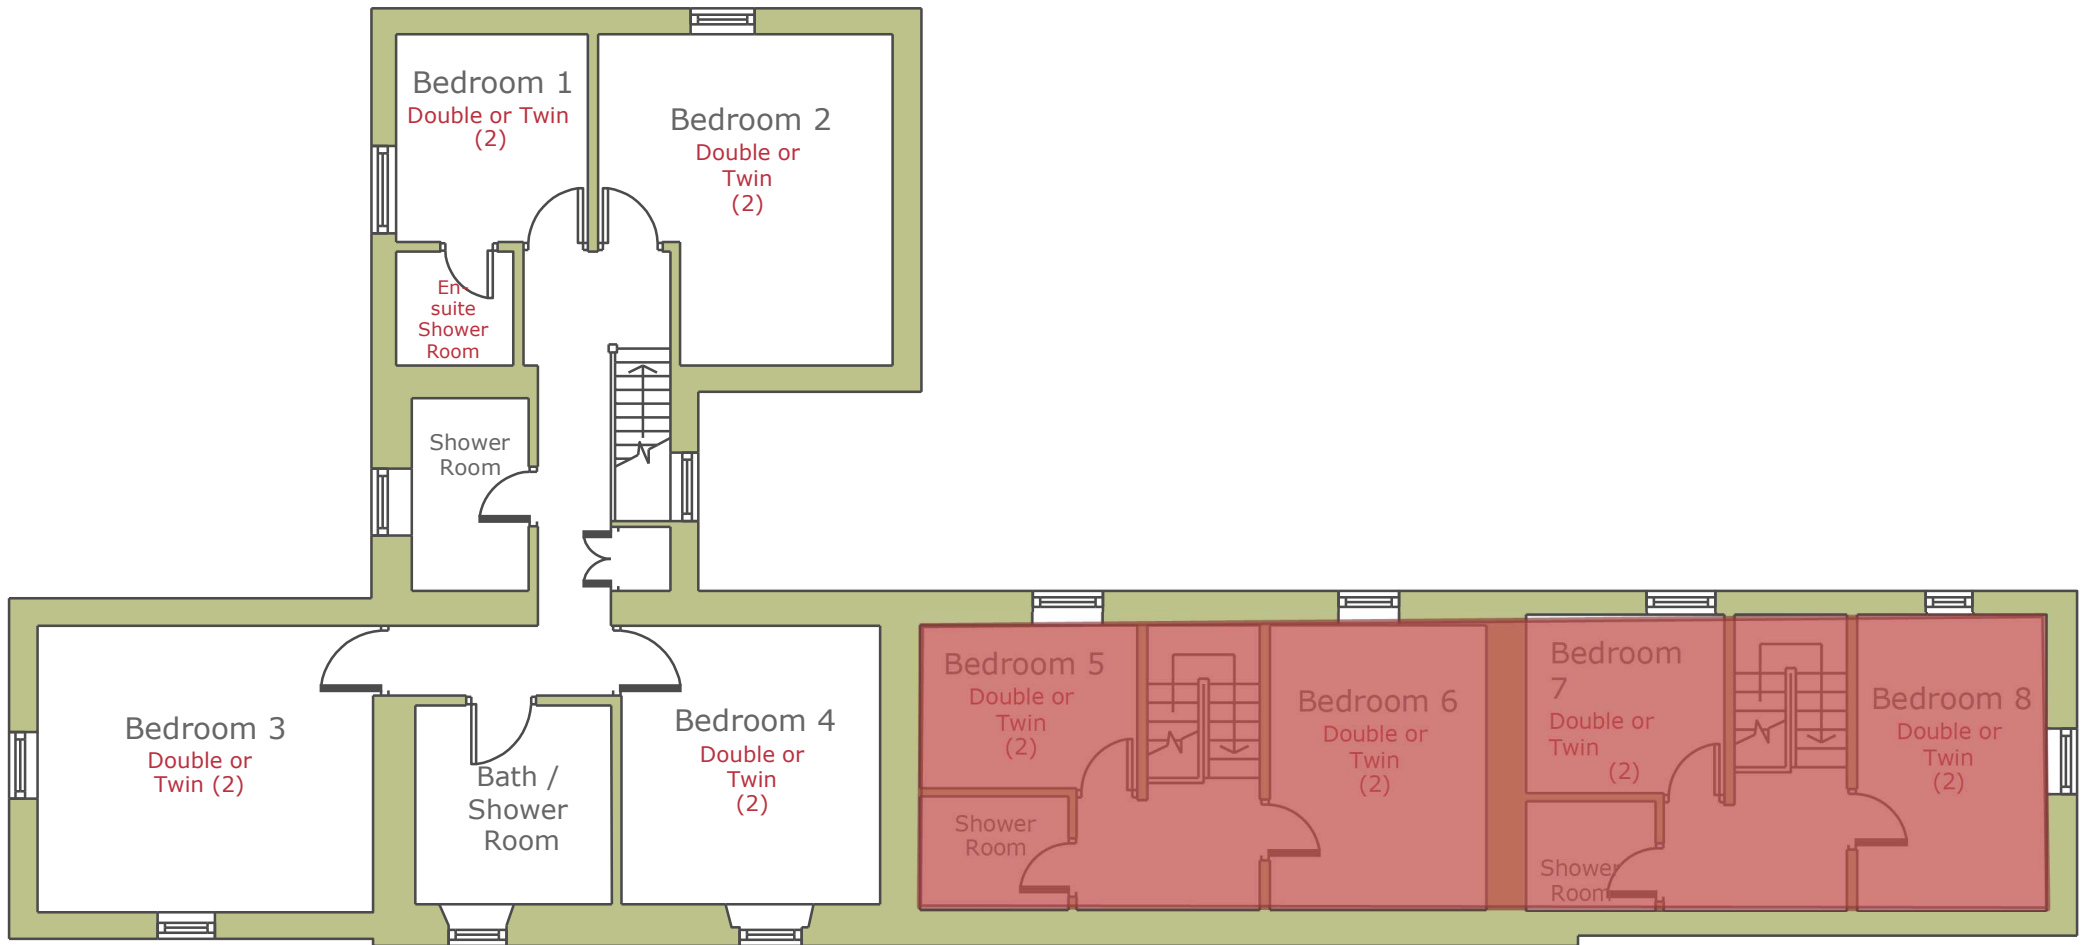 Bedroom 1
Double or Twin
(2)
Bedroom 2
Double or
Twin
(2)
En-
suite
Shower
Room
Shower
Room
Bedroom 3
Double or
Twin (2)
Bath /
Shower
Room
Bedroom 4
Double or
Twin
(2)
Bedroom 5
Double or
Twin
(2)
Shower
Room
Bedroom 6
Double or
Twin
(2)
Bedroom
7
Double or
Twin
(2)
Shower
Room
Bedroom 8
Double or
Twin
(2)